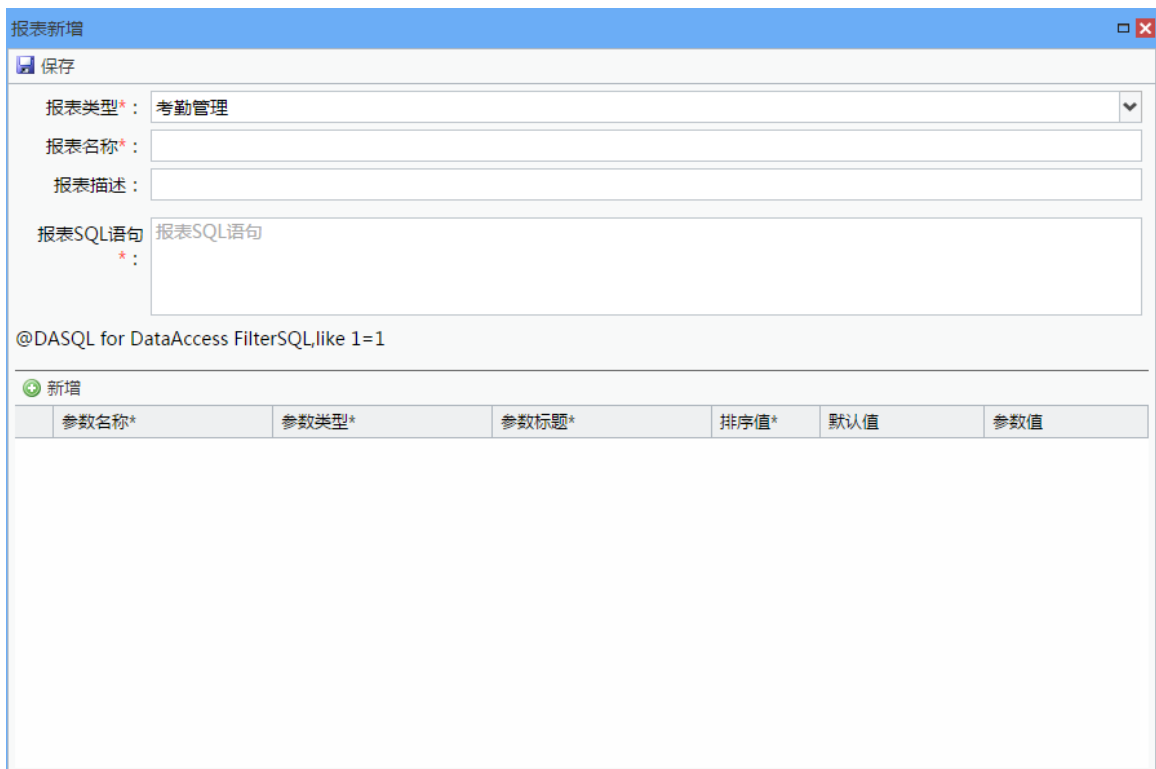 报表新增
保存
报表类型*： 考勤管理
报表名称*：
报表描述：
报表SQL语句 报表SQL语句
*：
@DASQL for DataAccess FilterSQL,like 1=1
新增
参数名称* 参数类型* 参数标题* 排序值* 默认值 参数值